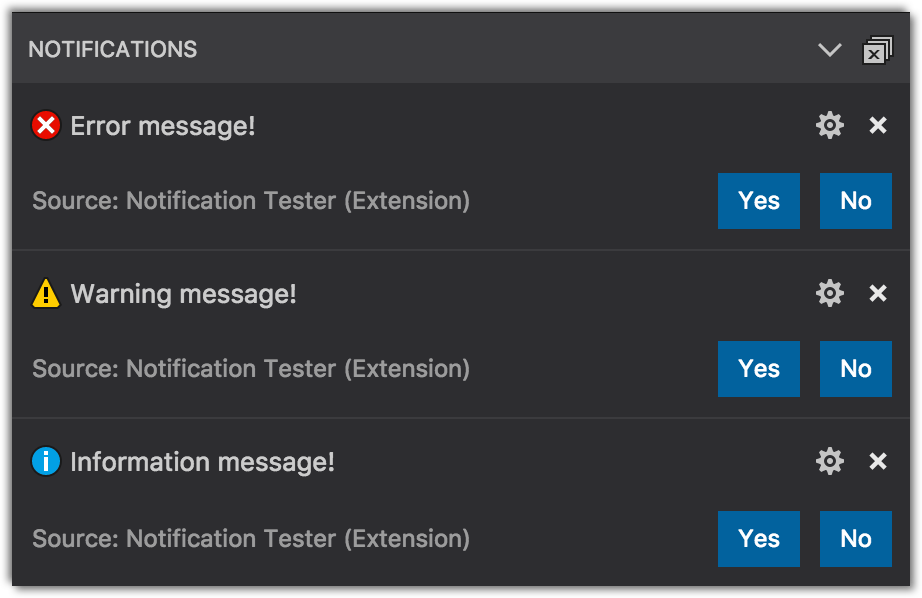 NOTIFICATIONS
Error message!
Source: Notification Tester (Extension) Yes No
Warning message!
Source: Notification Tester (Extension) Yes No
Information message!
Source: Notification Tester (Extension) Yes No